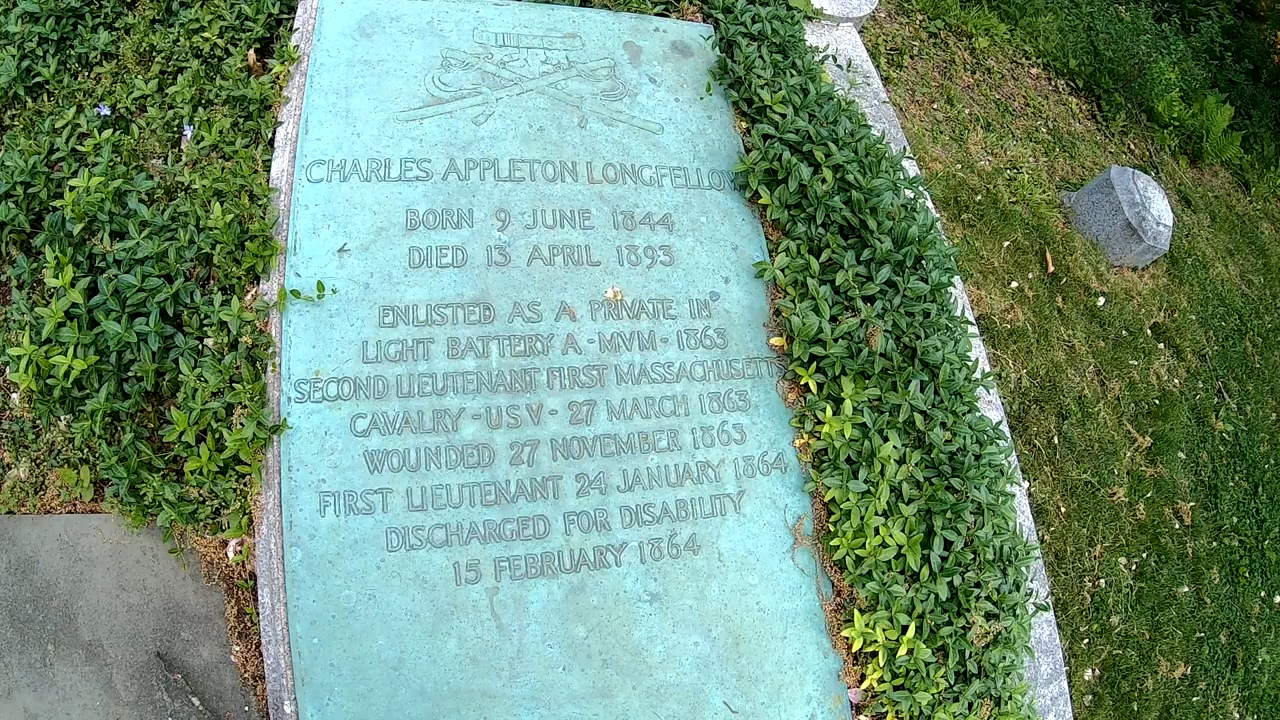 CHARLES APPLETON LONGFELLOW
BORN 9 JUNE 1844
DIED 13 APRIL 1893
ENLISTED AS A PRIVATE IN
LIGHT BATTERY A - MVM - 1863
SECOND LIEUTENANT FIRST MASSACHUSETTS
CAVALRY - USV - 27 MARCH 1863
WOUNDED 27 NOVEMBER 1863
FIRST LIEUTENANT 24 JANUARY 1864
DISCHARGED FOR DISABILITY
15 FEBRUARY 1864